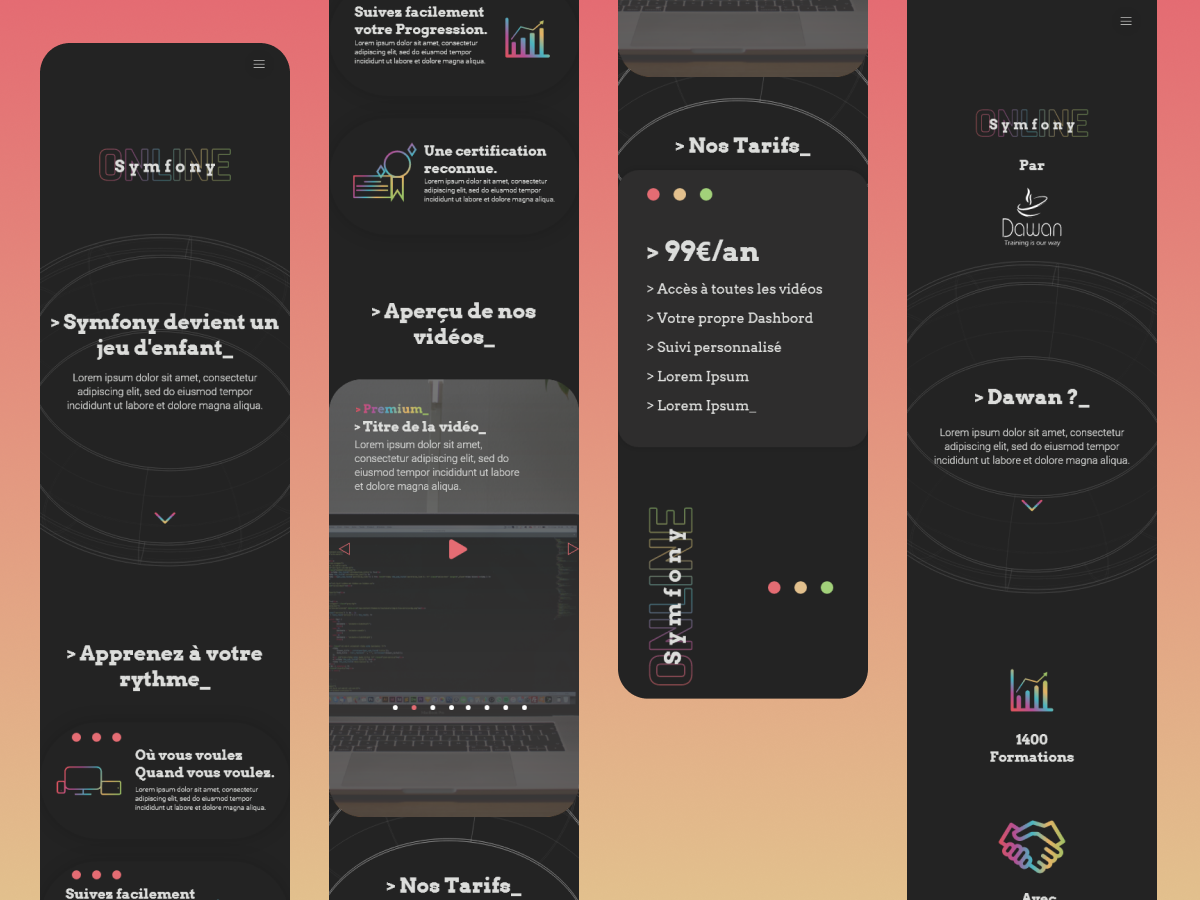 ONLINE
Symfony
> Symfony devient un
jeu d'enfant_
Lorem ipsum dolor sit amet, consectetur
adipiscing elit, sed do eiusmod tempor
incididunt ut labore et dolore magna aliqua.
> Apprenez à votre
rythme_
Où vous voulez
Quand vous voulez.
Lorem ipsum dolor sit amet, consectetur
adipiscing elit, sed do eiusmod tempor
incididunt ut labore et dolore magna aliqua.
Suivez facilement
Suivez facilement
votre Progression.
Lorem ipsum dolor sit amet, consectetur
adipiscing elit, sed do eiusmod tempor
incididunt ut labore et dolore magna aliqua.
Une certification
reconnue.
Lorem ipsum dolor sit amet, consectetur
adipiscing elit, sed do eiusmod tempor
incididunt ut labore et dolore magna aliqua.
> Aperçu de nos
vidéos_
> Premium_
> Titre de la vidéo_
Lorem ipsum dolor sit amet,
consectetur adipiscing elit, sed do
eiusmod tempor incididunt ut labore
et dolore magna aliqua.
> Nos Tarifs_
> Nos Tarifs_
> 99€/an
> Accès à toutes les vidéos
> Votre propre Dashbord
> Suivi personnalisé
> Lorem Ipsum
> Lorem Ipsum_
ONLINE
Symfony
ONLINE
Symfony
Par
Dawan
Training is our way
> Dawan ?_
Lorem ipsum dolor sit amet, consectetur
adipiscing elit, sed do eiusmod tempor
incididunt ut labore et dolore magna aliqua.
1400
Formations
Avec